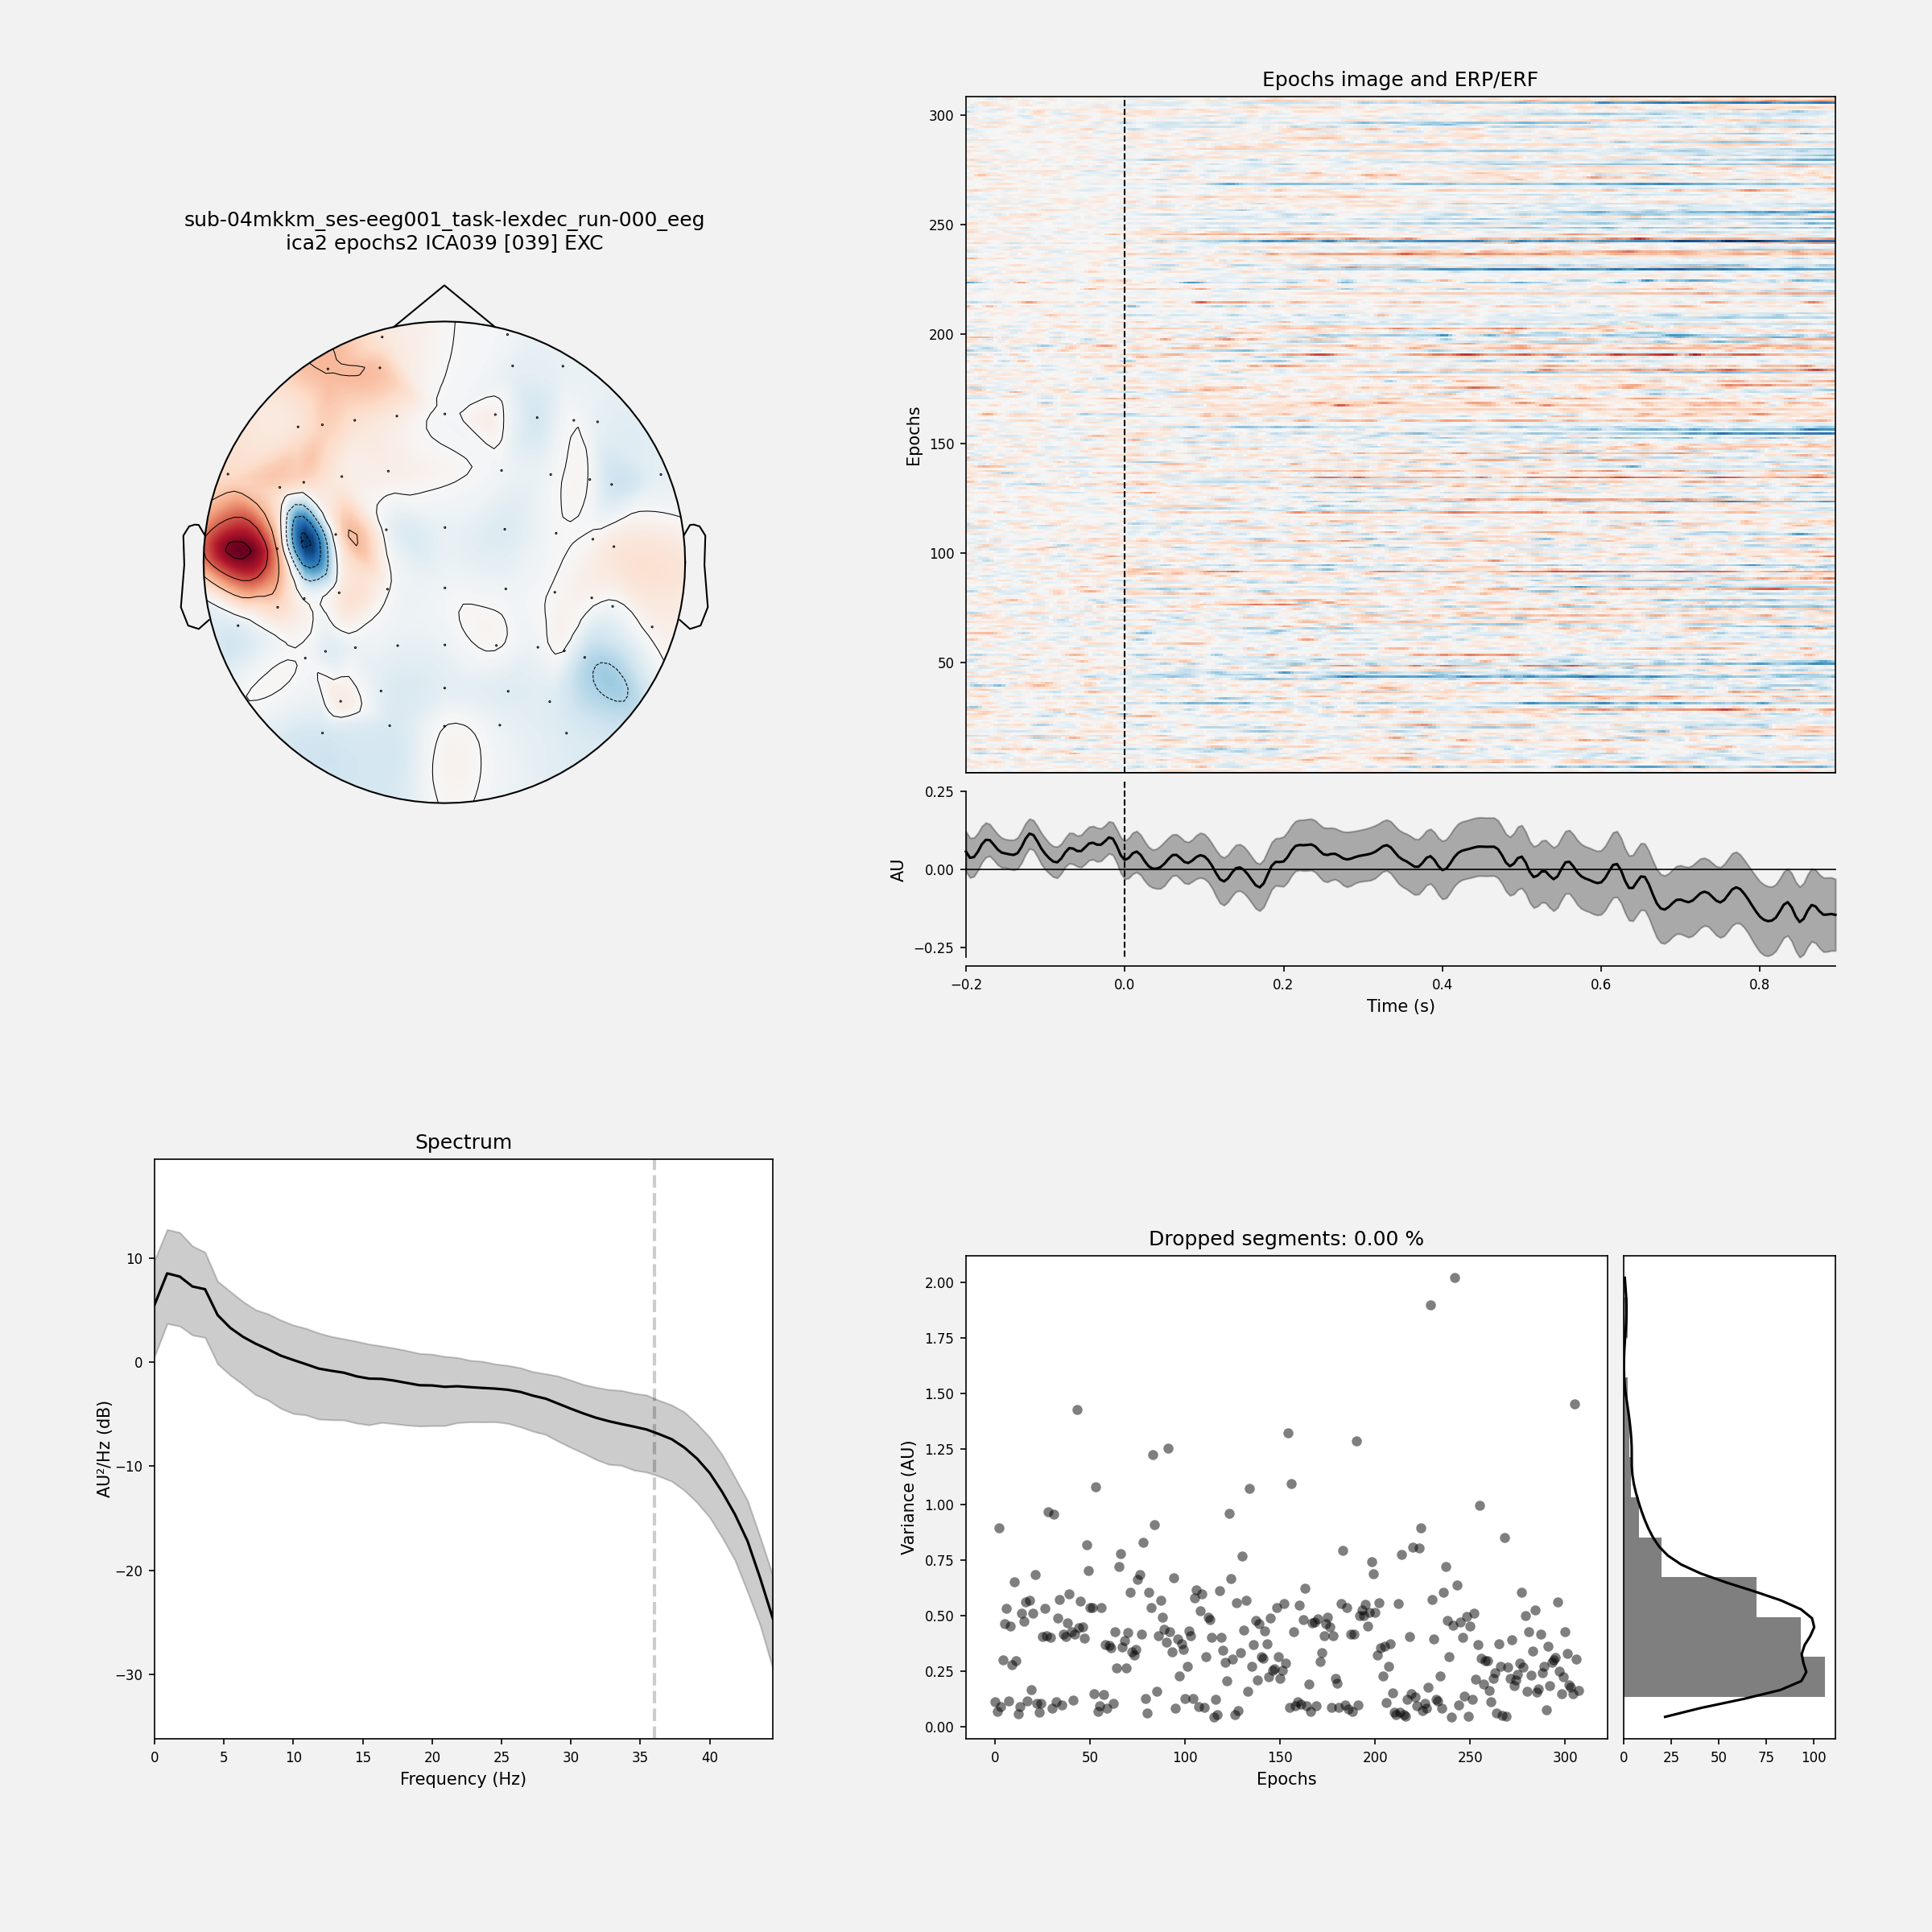 sub-04mkkm_ses-eeg001_task-lexdec_run-000_eeg
ica2 epochs2 ICA039 [039] EXC
Epochs image and ERP/ERF
Epochs
300
250
200
150
100
50
AU
0.25
0.00
−0.25
−0.2 0.0 0.2 0.4 0.6 0.8
Time (s)
Spectrum
AU²/Hz (dB)
10
0
−10
−20
−30
0 5 10 15 20 25 30 35 40
Frequency (Hz)
Dropped segments: 0.00 %
Variance (AU)
2.00
1.75
1.50
1.25
1.00
0.75
0.50
0.25
0.00
0 50 100 150 200 250 300
Epochs
0 25 50 75 100